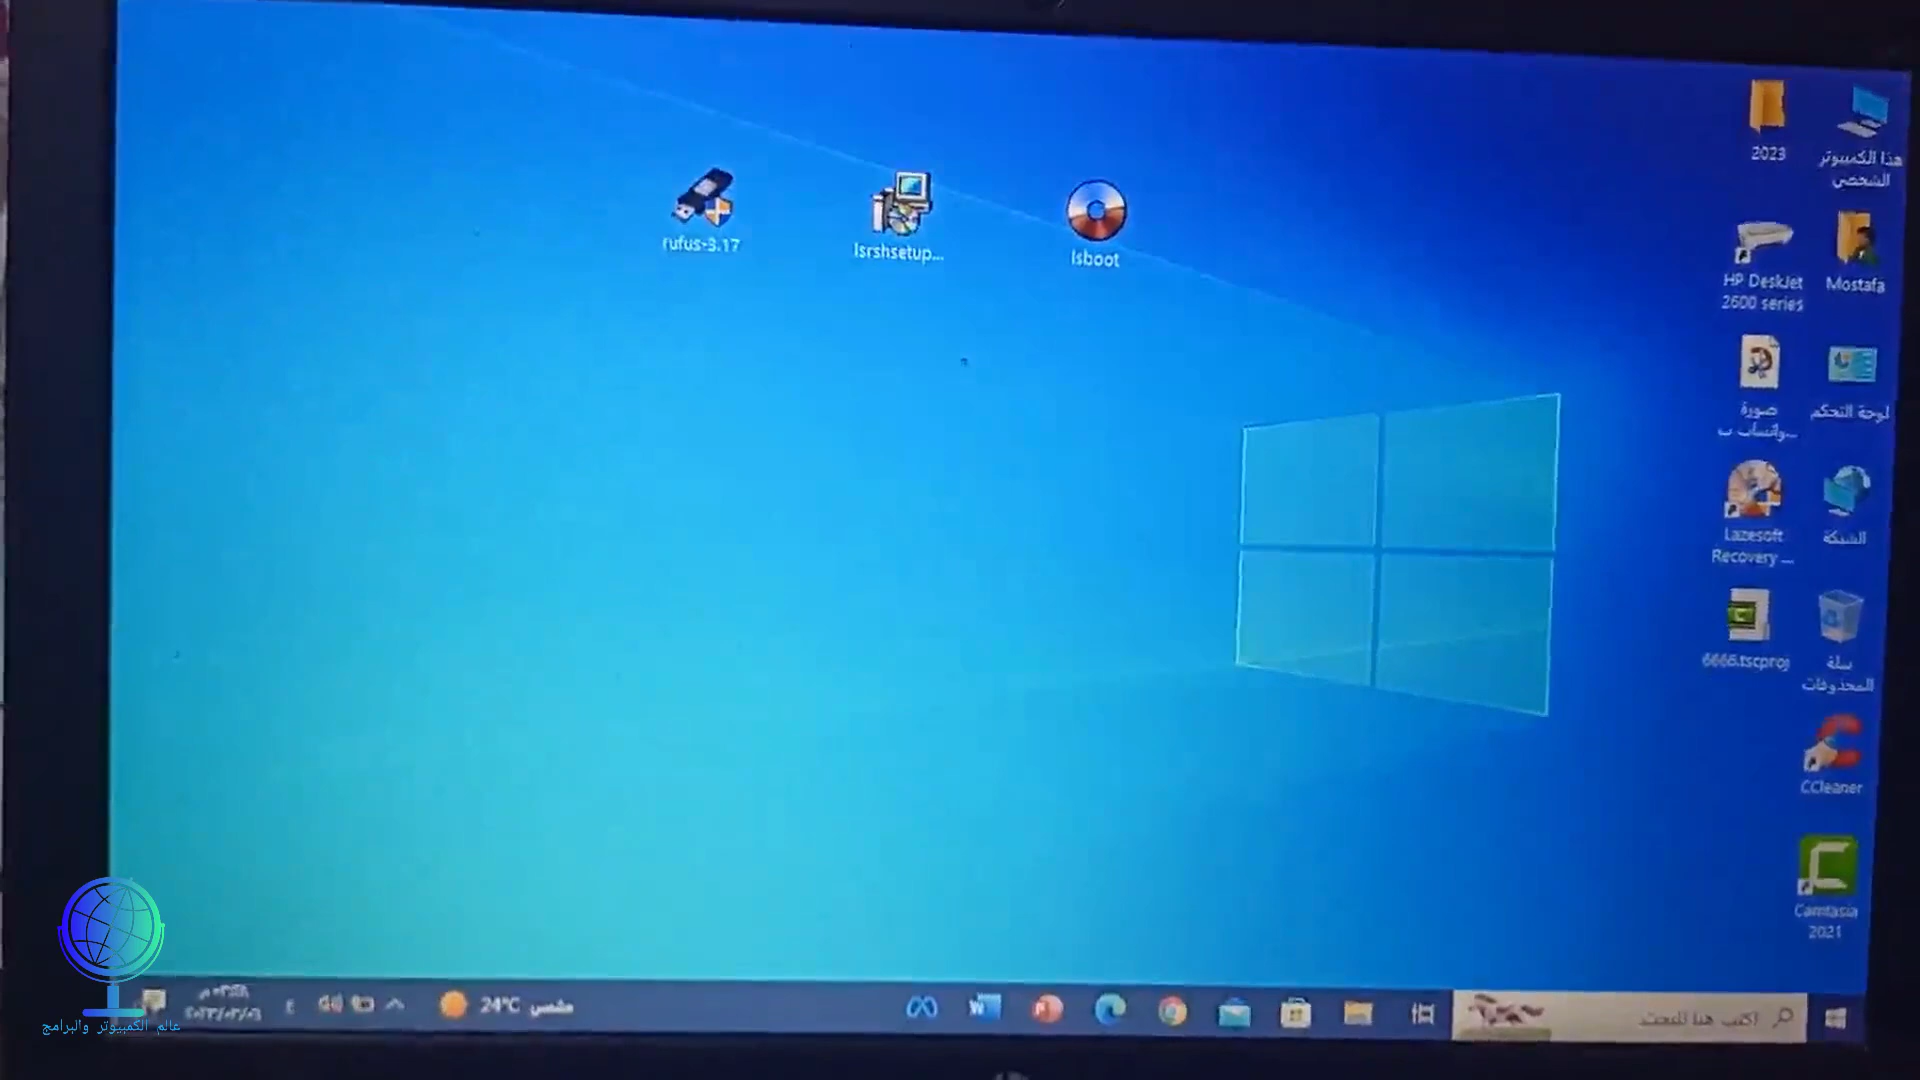 rufus-3.17
lsrshsetup...
lsboot
هذا الكمبيوتر
الشخصي
2023
Mostafa
HP DeskJet
2600 series
لوحة التحكم
صورة
واتساب ب...
الشبكة
Lazesoft
Recovery ...
سلة
المحذوفات
6666.tscproj
CCleaner
Camtasia
2021
اكتب هنا للبحث
24°C مشمس
ع
عالم الكمبيوتر والبرامج